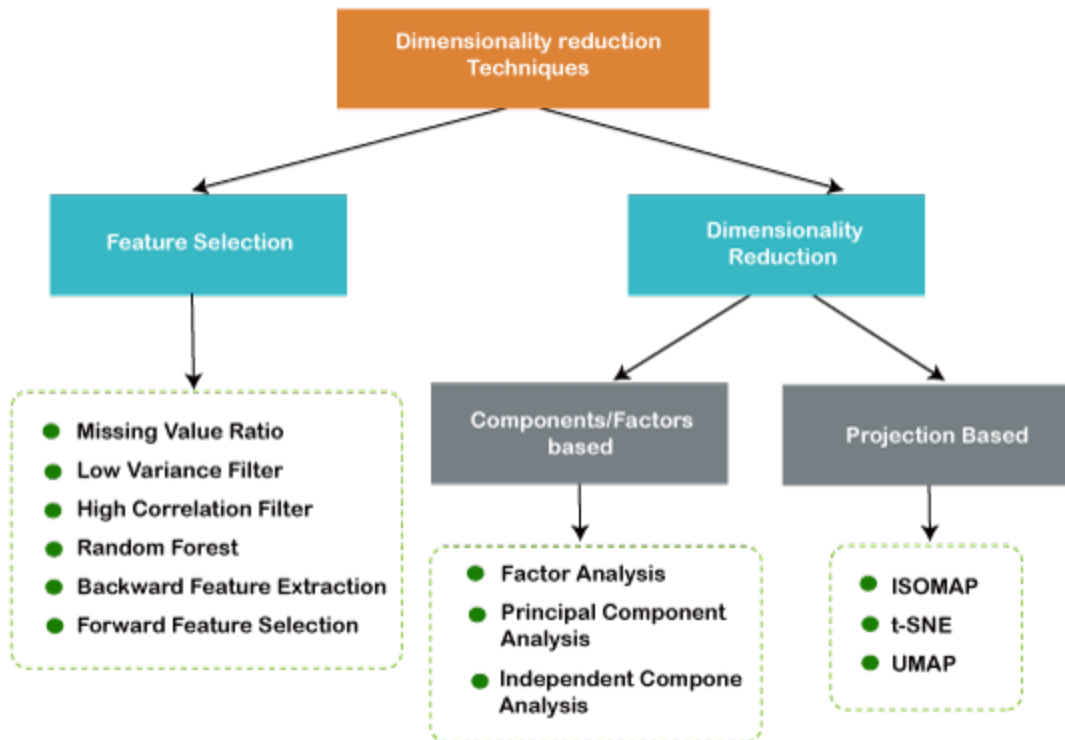 Dimensionality reduction
Techniques
Feature Selection
Dimensionality
Reduction
Missing Value Ratio
Low Variance Filter
High Correlation Filter
Random Forest
Backward Feature Extraction
Forward Feature Selection
Components/Factors
based
Projection Based
Factor Analysis
Principal Component
Analysis
Independent Compone
Analysis
ISOMAP
t-SNE
UMAP